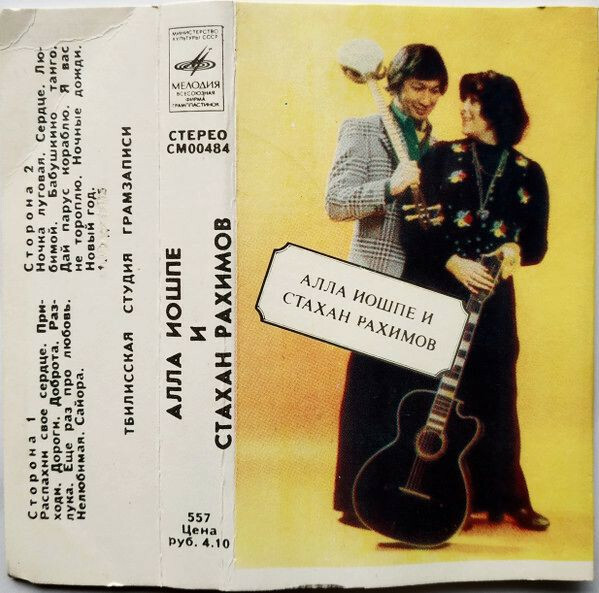 Сторона 1
Распахни свое сердце. При-
ходи. Дороги. Доброта. Раз-
лука. Еще раз про любовь.
Нелюбимая. Сайора.
Сторона 2
Ночка луговая. Сердце. Лю-
бимой. Бабушкино танго.
Дай парус кораблю. Я вас
не тороплю. Ночные дожди.
Новый год.
ТБИЛИССКАЯ СТУДИЯ ГРАМЗАПИСИ
АЛЛА ИОШПЕ
И
СТАХАН РАХИМОВ
МИНИСТЕРСТВО
КУЛЬТУРЫ СССР
МЕЛОДИЯ
ВСЕСОЮЗНАЯ
ФИРМА
ГРАМПЛАСТИНОК
СТЕРЕО
СМ00484
557
Цена
руб. 4.10
АЛЛА ИОШПЕ И
СТАХАН РАХИМОВ